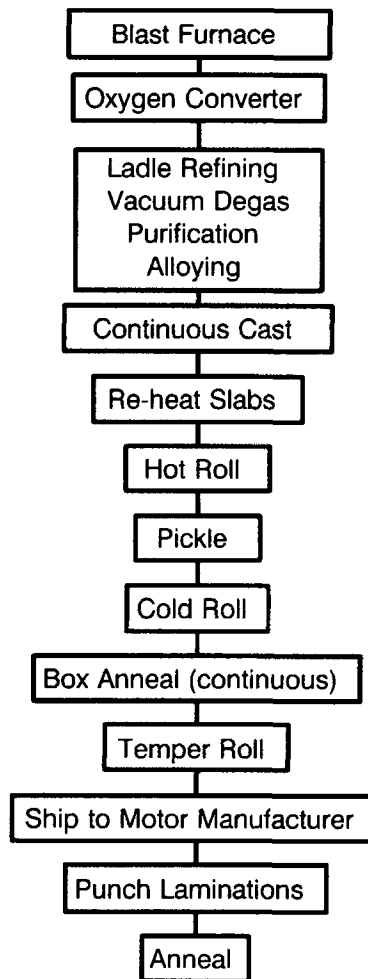 Blast Furnace
Oxygen Converter
Ladle Refining
Vacuum Degas
Purification
Alloying
Continuous Cast
Re-heat Slabs
Hot Roll
Pickle
Cold Roll
Box Anneal (continuous)
Temper Roll
Ship to Motor Manufacturer
Punch Laminations
Anneal